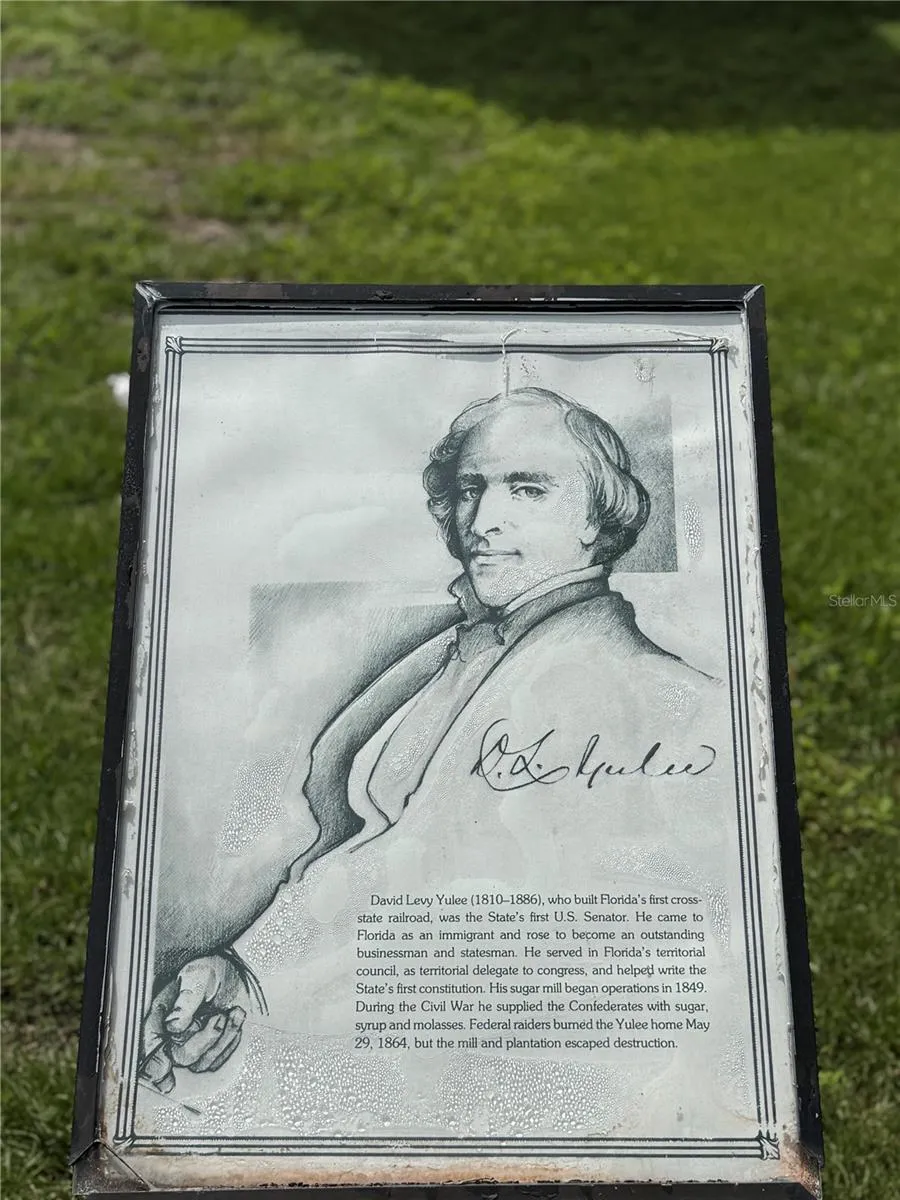 StellarMLS
D. L. Yulee
David Levy Yulee (1810–1886), who built Florida's first cross-
state railroad, was the State's first U.S. Senator. He came to
Florida as an immigrant and rose to become an outstanding
businessman and statesman. He served in Florida's territorial
council, as territorial delegate to congress, and helped write the
State's first constitution. His sugar mill began operations in 1849.
During the Civil War he supplied the Confederates with sugar,
syrup and molasses. Federal raiders burned the Yulee home May
29, 1864, but the mill and plantation escaped destruction.